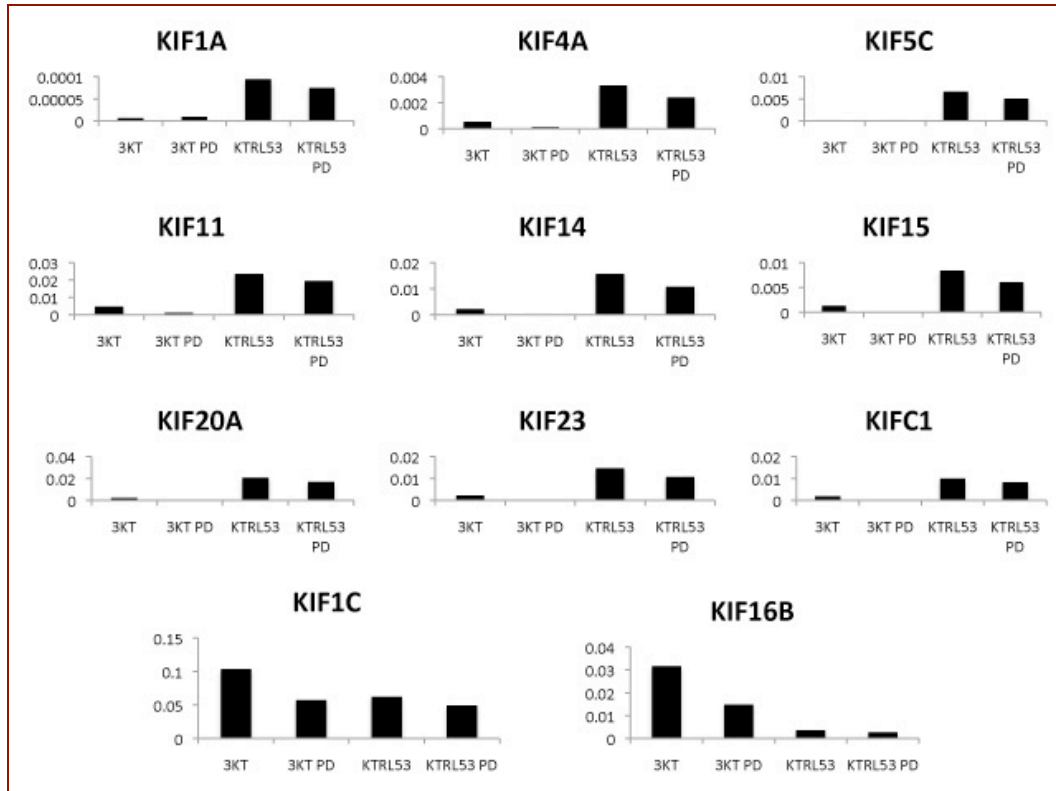 KIF1A
0.0001
0.00005
0
3KT 3KT PD KTRL53 KTRL53
PD
KIF4A
0.004
0.002
0
3KT 3KT PD KTRL53 KTRL53
PD
KIF5C
0.01
0.005
0
3KT 3KT PD KTRL53 KTRL53
PD
KIF11
0.03
0.02
0.01
0
3KT 3KT PD KTRL53 KTRL53
PD
KIF14
0.02
0.01
0
3KT 3KT PD KTRL53 KTRL53
PD
KIF15
0.01
0.005
0
3KT 3KT PD KTRL53 KTRL53
PD
KIF20A
0.04
0.02
0
3KT 3KT PD KTRL53 KTRL53
PD
KIF23
0.02
0.01
0
3KT 3KT PD KTRL53 KTRL53
PD
KIFC1
0.02
0.01
0
3KT 3KT PD KTRL53 KTRL53
PD
KIF1C
0.15
0.1
0.05
0
3KT 3KT PD KTRL53 KTRL53 PD
KIF16B
0.04
0.03
0.02
0.01
0
3KT 3KT PD KTRL53 KTRL53 PD